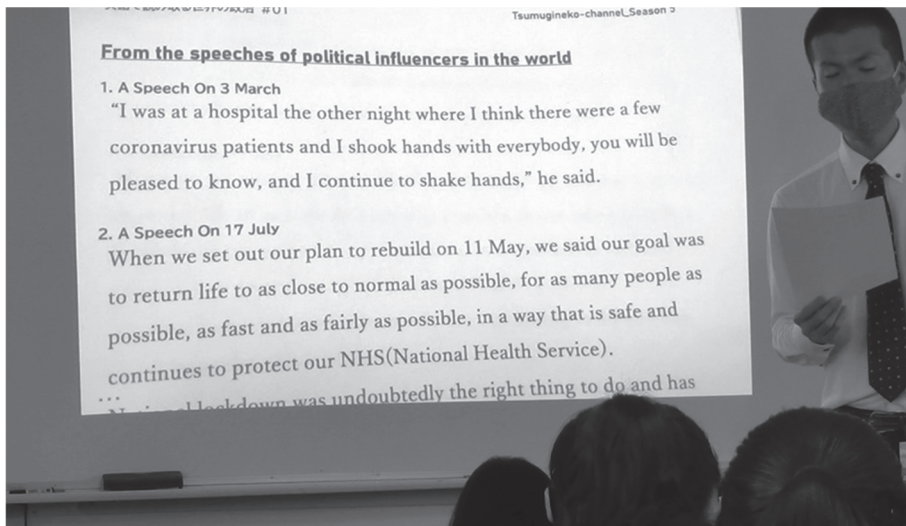 #01
Tsumugineko-channel_Season 3
From the speeches of political influencers in the world
1. A Speech On 3 March
“I was at a hospital the other night where I think there were a few
coronavirus patients and I shook hands with everybody, you will be
pleased to know, and I continue to shake hands,” he said.
2. A Speech On 17 July
When we set out our plan to rebuild on 11 May, we said our goal was
to return life to as close to normal as possible, for as many people as
possible, as fast and as fairly as possible, in a way that is safe and
continues to protect our NHS(National Health Service).
…
lockdown was undoubtedly the right thing to do and has